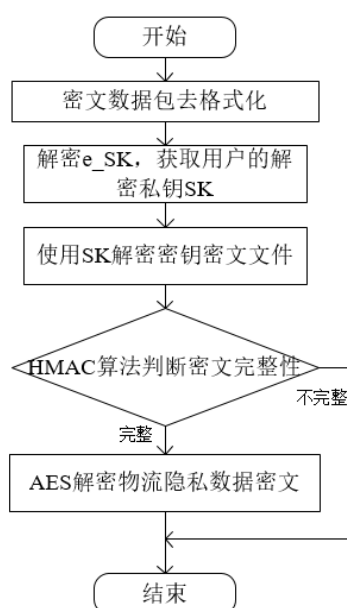 开始
密文数据包去格式化
解密e_SK，获取用户的解
密私钥SK
使用SK解密密钥密文文件
HMAC算法判断密文完整性
不完整
完整
AES解密物流隐私数据密文
结束